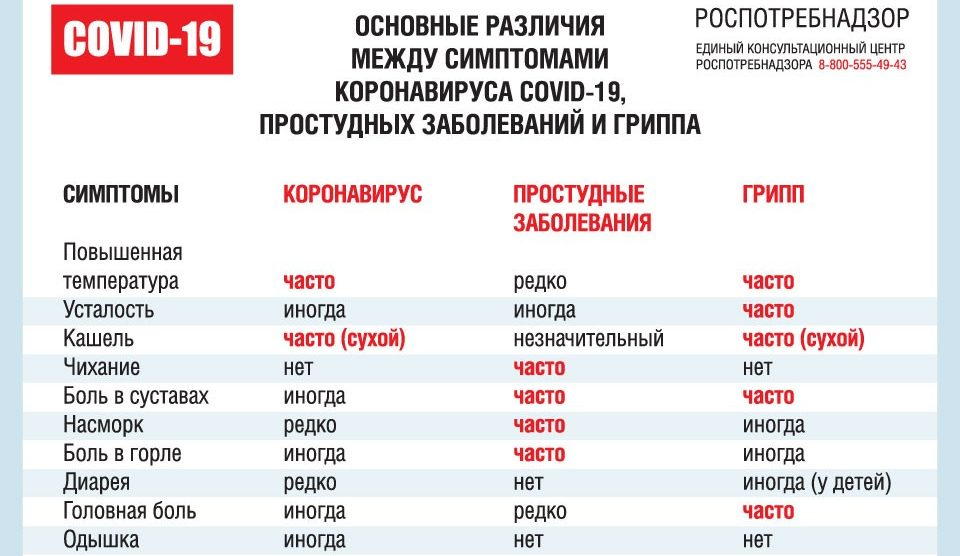 COVID-19
ОСНОВНЫЕ РАЗЛИЧИЯ
МЕЖДУ СИМПТОМАМИ
КОРОНАВИРУСА COVID-19,
ПРОСТУДНЫХ ЗАБОЛЕВАНИЙ И ГРИППА
РОСПОТРЕБНАДЗОР
ЕДИНЫЙ КОНСУЛЬТАЦИОННЫЙ ЦЕНТР
РОСПОТРЕБНАДЗОРА 8-800-555-49-43
СИМПТОМЫ КОРОНАВИРУС ПРОСТУДНЫЕ ГРИПП
ЗАБОЛЕВАНИЯ
Повышенная
температура часто редко часто
Усталость иногда иногда часто
Кашель часто (сухой) незначительный часто (сухой)
Чихание нет часто нет
Боль в суставах иногда часто часто
Насморк редко часто иногда
Боль в горле иногда часто иногда
Диарея редко нет иногда (у детей)
Головная боль иногда редко часто
Одышка иногда нет нет